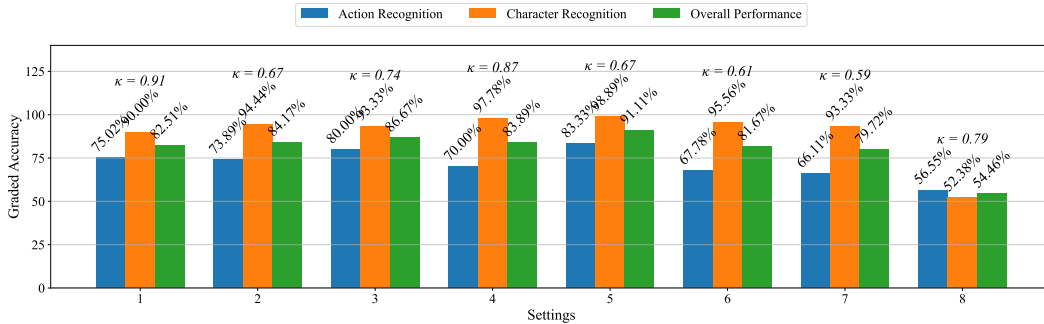 Action Recognition Character Recognition Overall Performance
Graded Accuracy
125
100
75
50
25
0
κ = 0.91
75.02% 90.00% 82.51%
κ = 0.67
73.89% 94.44% 84.17%
κ = 0.74
80.00% 93.33% 86.67%
κ = 0.87
70.00% 97.78% 83.89%
κ = 0.67
83.33% 98.89% 91.11%
κ = 0.61
67.78% 95.56% 81.67%
κ = 0.59
66.11% 93.33% 79.72%
κ = 0.79
56.55% 52.38% 54.46%
1 2 3 4 5 6 7 8
Settings